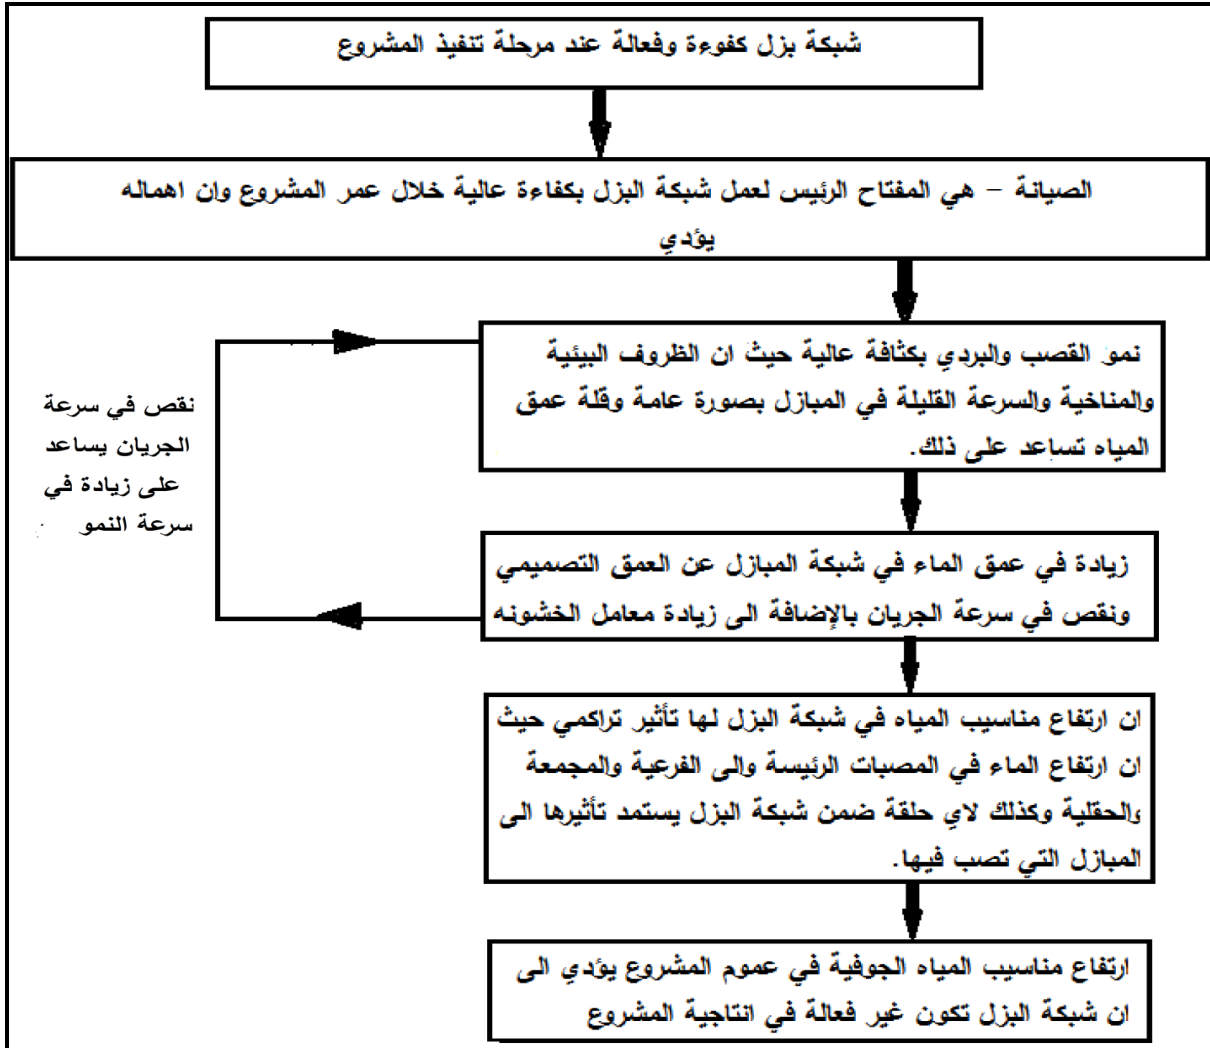 شبكة بزل كفوءة وفعالة عند مرحلة تنفيذ المشروع
الصيانة – هي المفتاح الرئيس لعمل شبكة البزل بكفاءة عالية خلال عمر المشروع وان اهماله
يؤدي
نمو القصب والبردي بكثافة عالية حيث ان الظروف البيئية
والمناخية والسرعة القليلة في المبازل بصورة عامة وقلة عمق
المياه تساعد على ذلك.
نقص في سرعة
الجريان يساعد
على زيادة في
سرعة النمو
زيادة في عمق الماء في شبكة المبازل عن العمق التصميمي
ونقص في سرعة الجريان بالإضافة الى زيادة معامل الخشونه
ان ارتفاع مناسيب المياه في شبكة البزل لها تأثير تراكمي حيث
ان ارتفاع الماء في المصبات الرئيسة والى الفرعية والمجمعة
والحقلية وكذلك لاي حلقة ضمن شبكة البزل يستمد تأثيرها الى
المبازل التي تصب فيها.
ارتفاع مناسيب المياه الجوفية في عموم المشروع يؤدي الى
ان شبكة البزل تكون غير فعالة في انتاجية المشروع